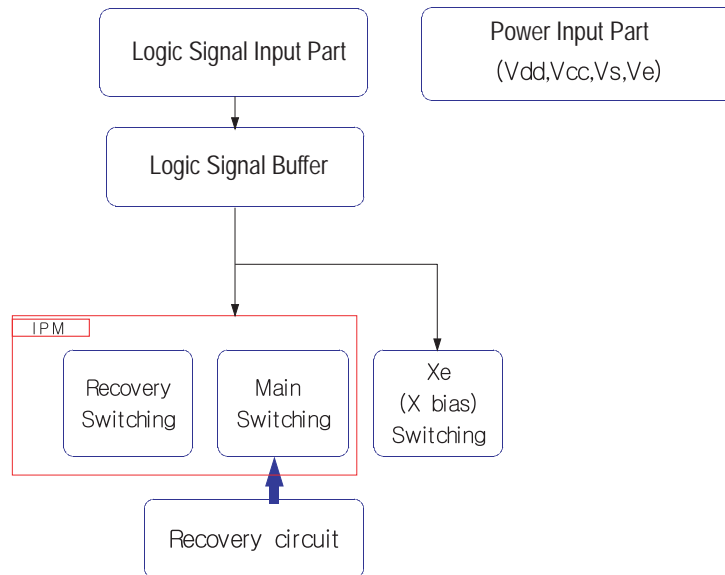 Logic Signal Input Part
Power Input Part
(Vdd,Vcc,Vs,Ve)
Logic Signal Buffer
IPM
Recovery
Switching
Main
Switching
Xe
(X bias)
Switching
Recovery circuit